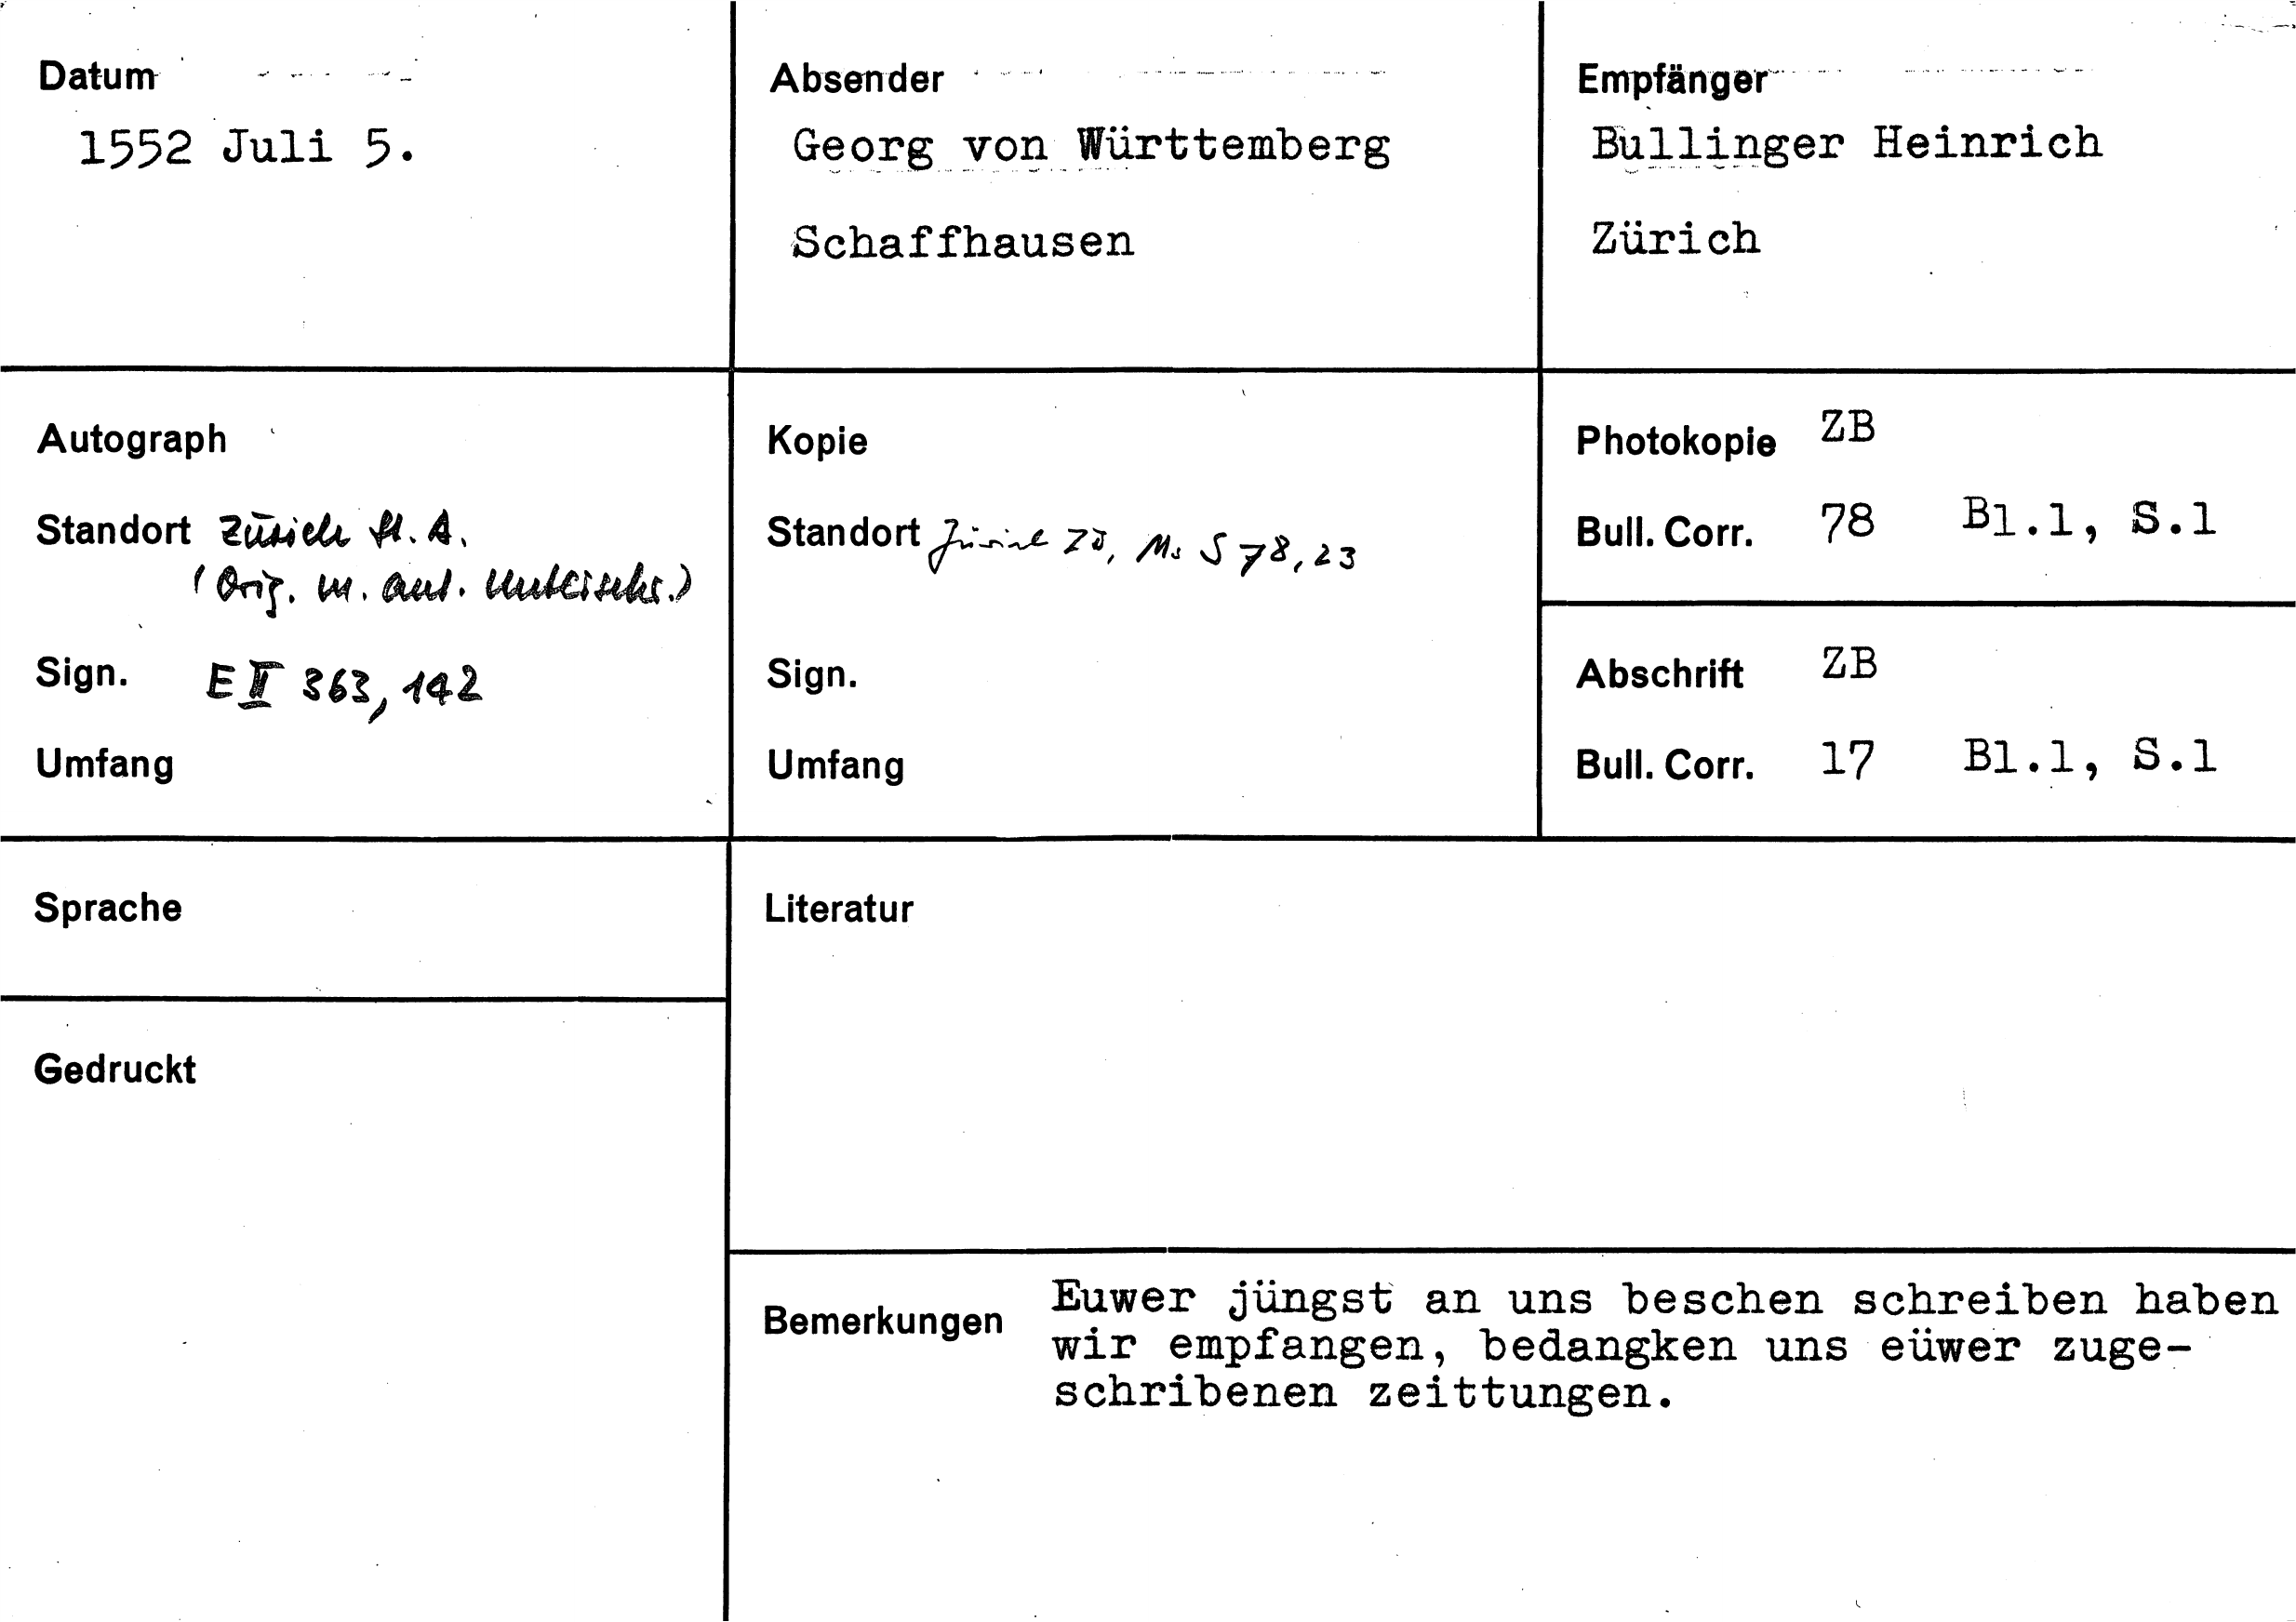 Datum
1552 Juli 5.
Absender
Georg von Württemberg
Schaffhausen
Empfänger
Bullinger Heinrich
Zürich
Autograph
Standort Zürich St. A.
(Orig. m. aut. Unterschr.)
Sign. E II 363, 142
Umfang
Kopie
Standort Zürich ZB, Ms S 78, 23
Sign.
Umfang
Photokopie ZB
Bull. Corr. 78 Bl.1, S.1
Abschrift ZB
Bull. Corr. 17 Bl.1, S.1
Sprache
Literatur
Gedruckt
Bemerkungen
Euwer jüngst an uns beschen schreiben haben
wir empfangen, bedangken uns eüwer zuge-
schribenen zeittungen.